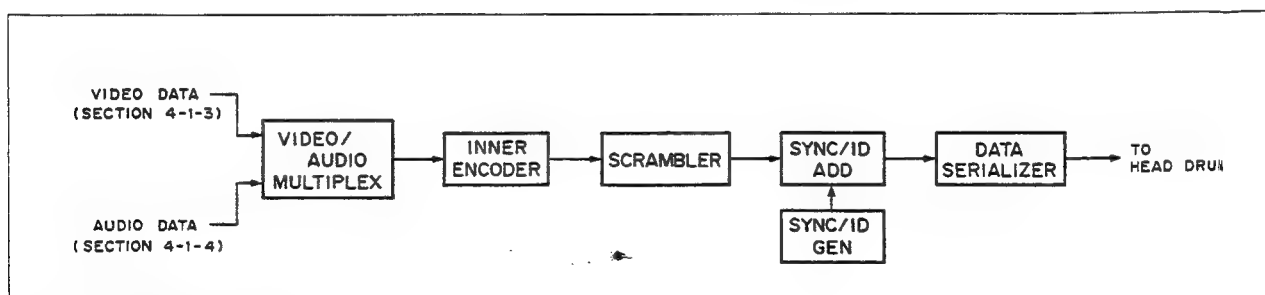 VIDEO DATA
(SECTION 4-1-3)
AUDIO DATA
(SECTION 4-1-4)
VIDEO/
AUDIO
MULTIPLEX
INNER
ENCODER
SCRAMBLER
SYNC/ID
ADD
SYNC/ID
GEN
DATA
SERIALIZER
TO
HEAD DRUM